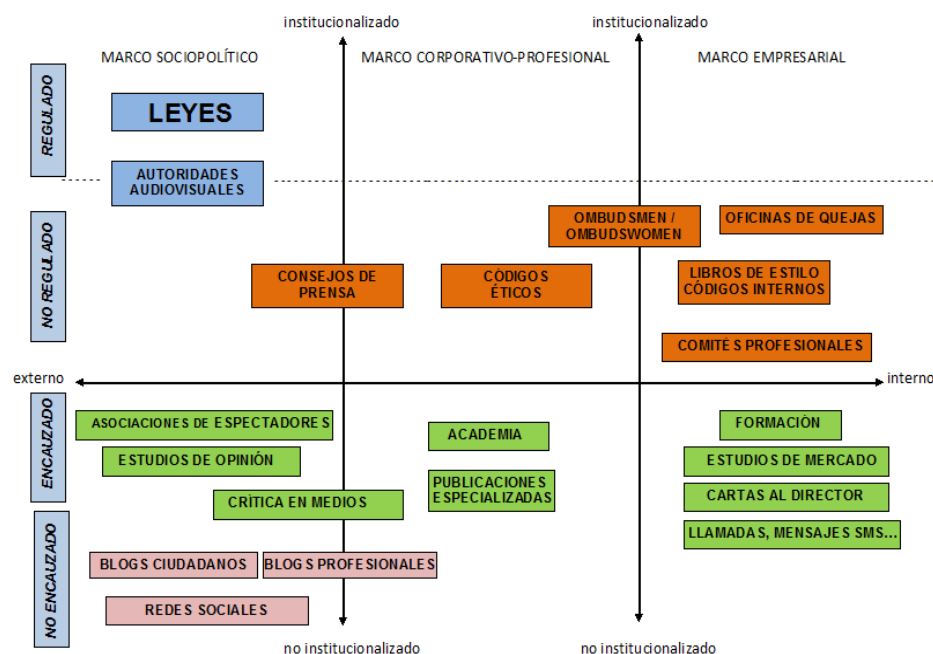 institucionalizado
institucionalizado
MARCO SOCIOPOLÍTICO
MARCO CORPORATIVO-PROFESIONAL
MARCO EMPRESARIAL
REGULADO
LEYES
AUTORIDADES
AUDIOVISUALES
NO REGULADO
OMBUDSMEN /
OMBUDSWOMEN
OFICINAS DE QUEJAS
CONSEJOS DE
PRENSA
CÓDIGOS
ÉTICOS
LIBROS DE ESTILO
CÓDIGOS INTERNOS
COMITÉS PROFESIONALES
externo
interno
ENCAUZADO
ASOCIACIONES DE ESPECTADORES
ACADEMIA
FORMACIÓN
ESTUDIOS DE OPINIÓN
ESTUDIOS DE MERCADO
PUBLICACIONES
ESPECIALIZADAS
CRÍTICA EN MEDIOS
CARTAS AL DIRECTOR
NO ENCAUZADO
LLAMADAS, MENSAJES SMS...
BLOGS CIUDADANOS
BLOGS PROFESIONALES
REDES SOCIALES
no institucionalizado
no institucionalizado